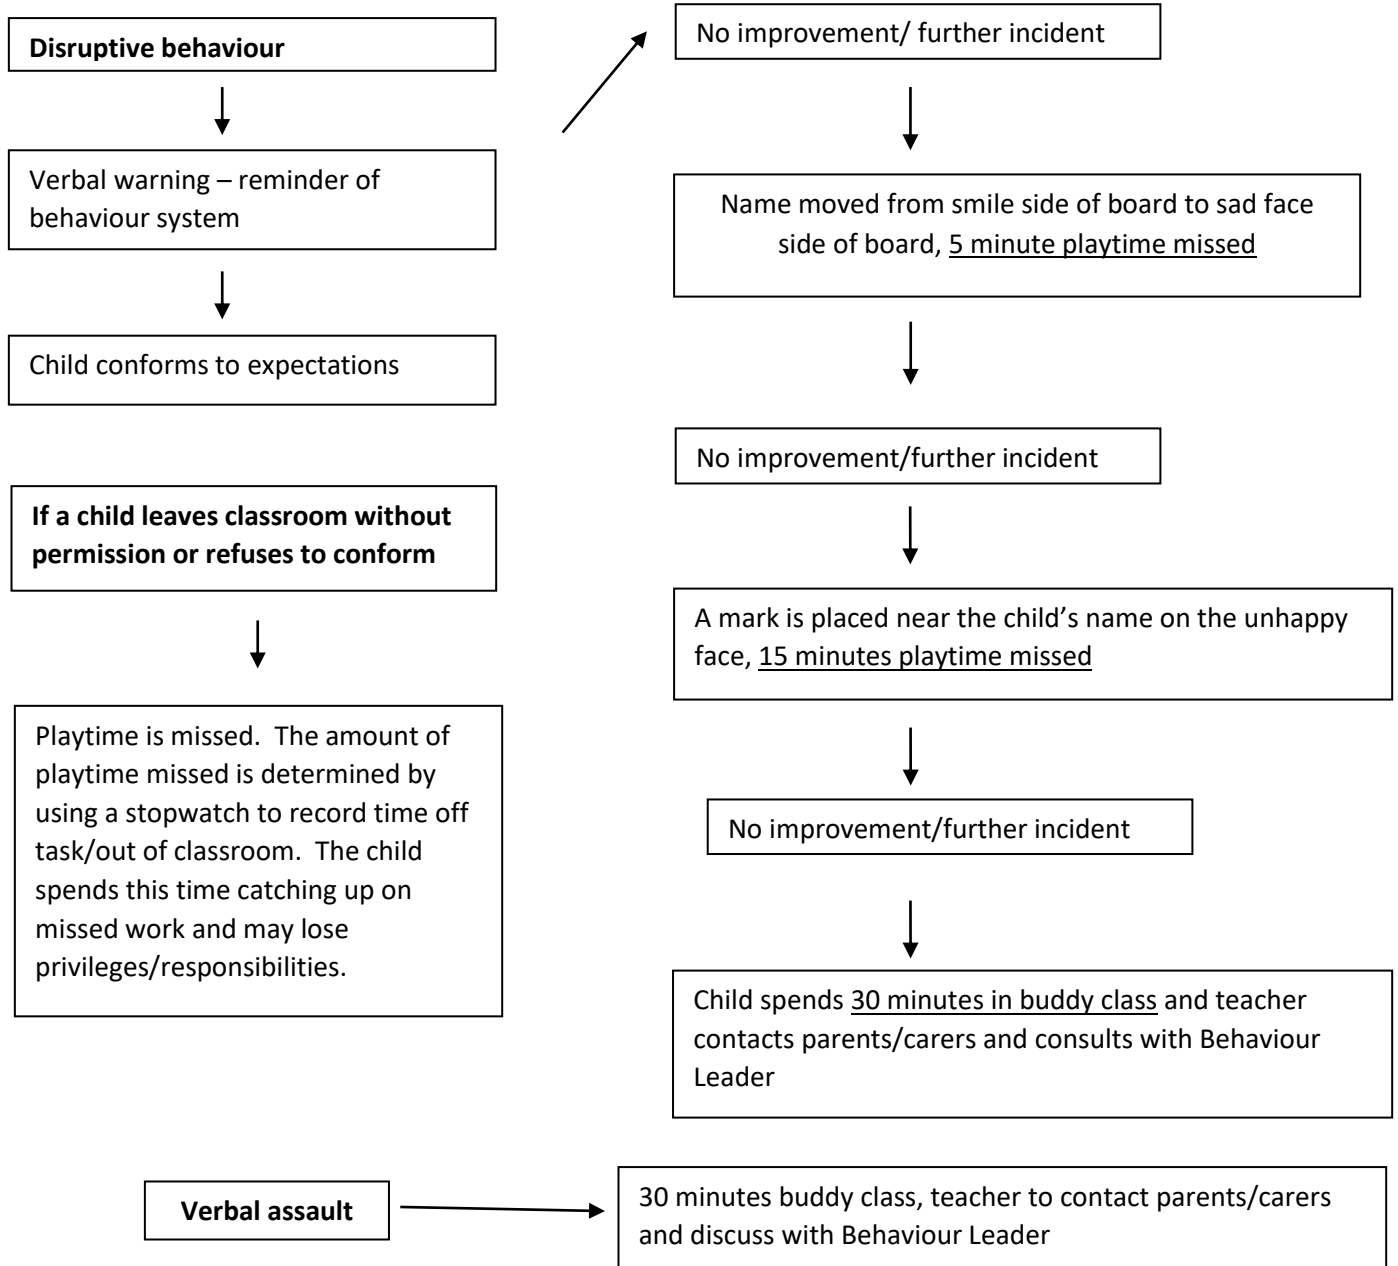 Disruptive behaviour
Verbal warning – reminder of
behaviour system
Child conforms to expectations
If a child leaves classroom without
permission or refuses to conform
Playtime is missed.  The amount of
playtime missed is determined by
using a stopwatch to record time off
task/out of classroom.  The child
spends this time catching up on
missed work and may lose
privileges/responsibilities.
No improvement/ further incident
Name moved from smile side of board to sad face
side of board, 5 minute playtime missed
No improvement/further incident
A mark is placed near the child’s name on the unhappy
face, 15 minutes playtime missed
No improvement/further incident
Child spends 30 minutes in buddy class and teacher
contacts parents/carers and consults with Behaviour
Leader
Verbal assault
30 minutes buddy class, teacher to contact parents/carers
and discuss with Behaviour Leader